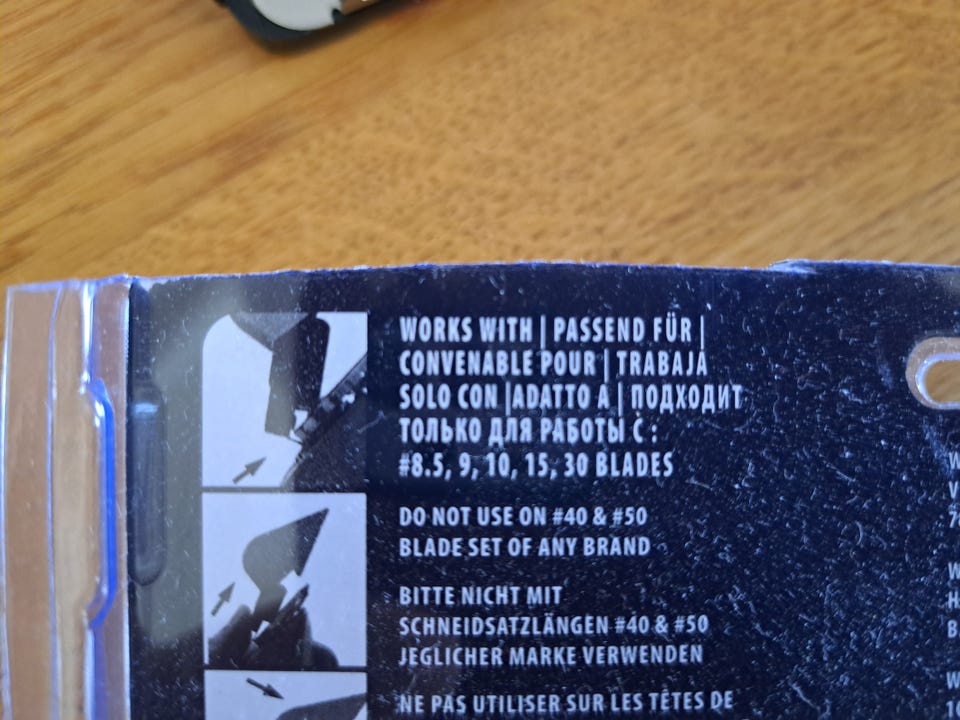 WORKS WITH | PASSEND FÜR |
CONVENABLE POUR | TRABAJA
SOLO CON |ADATTO A | ПОДХОДИТ
ТОЛЬКО ДЛЯ РАБОТЫ С :
#8.5, 9, 10, 15, 30 BLADES
DO NOT USE ON #40 & #50
BLADE SET OF ANY BRAND
BITTE NICHT MIT
SCHNEIDSATZLÄNGEN #40 & #50
JEGLICHER MARKE VERWENDEN
NE PAS UTILISER SUR LES TÊTES DE